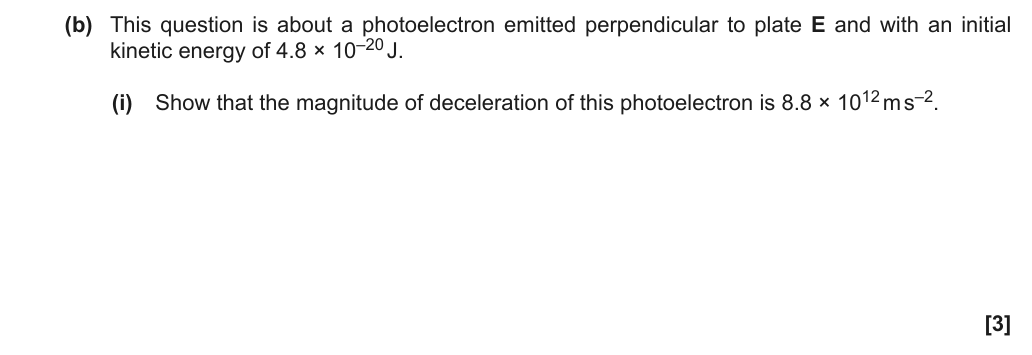 (b) This question is about a photoelectron emitted perpendicular to plate E and with an initial
kinetic energy of 4.8 × 10⁻²⁰ J.
(i) Show that the magnitude of deceleration of this photoelectron is 8.8 × 10¹² m s⁻².
[3]